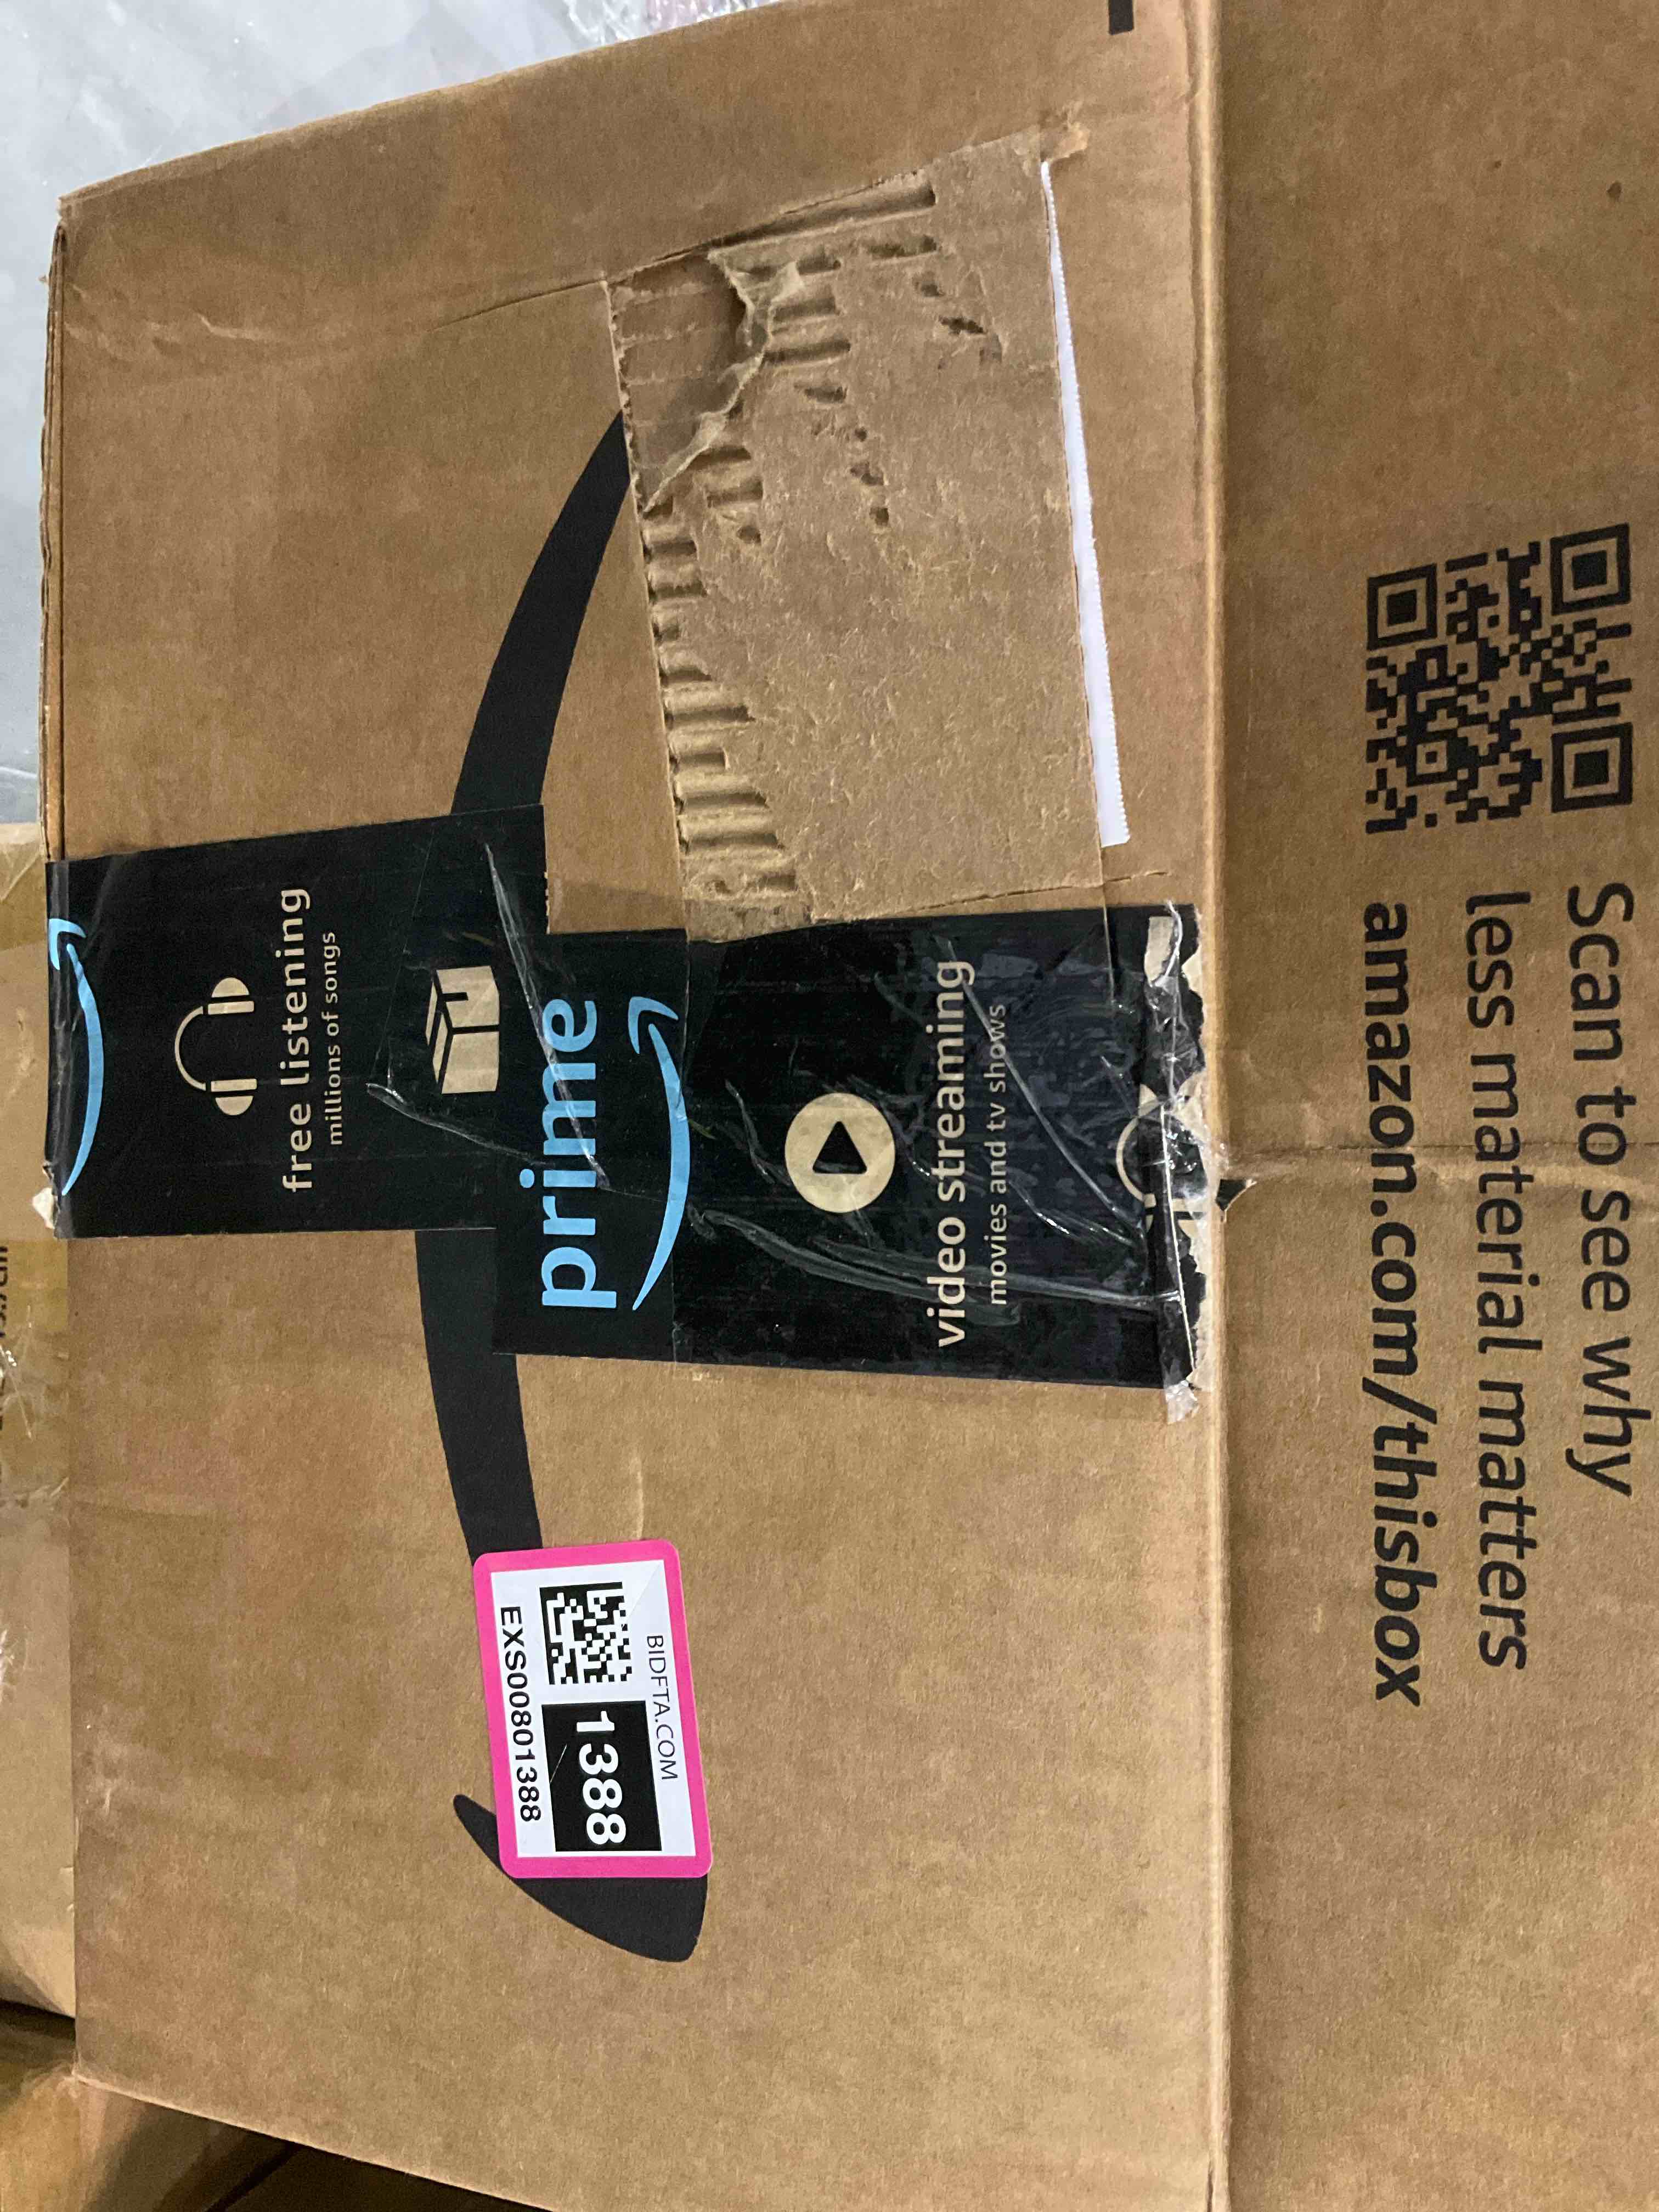 free listening
millions of songs
prime
video streaming
movies and tv shows
BIDFTA.COM
1388
EXS00801388
Scan to see why
less material matters
amazon.com/thisbox